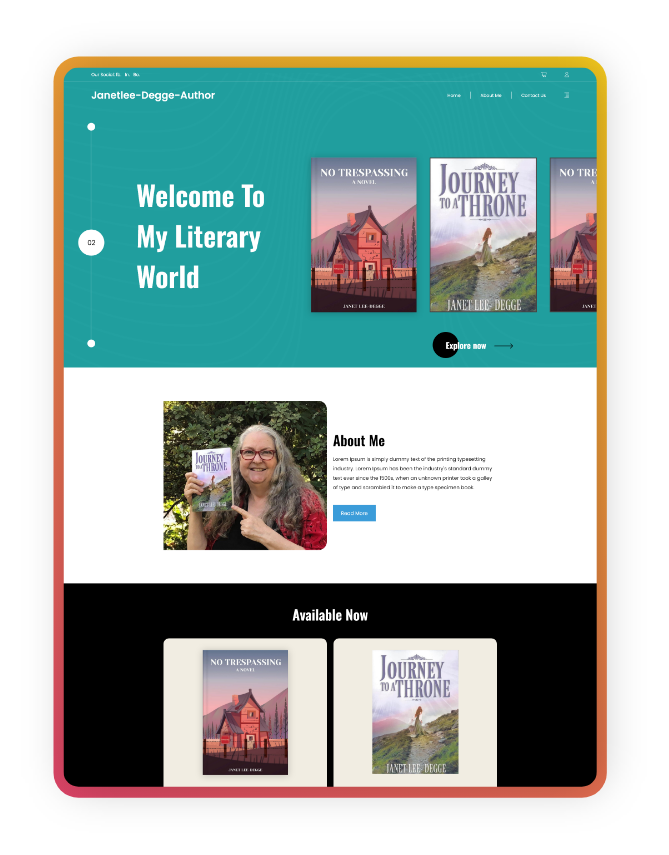 Our Social: Fb. In. Be.
Janetlee-Degge-Author
Home
About Me
Contact Us
02
Welcome To
My Literary
World
NO TRESPASSING
A NOVEL
JANET LEE-DEGGE
JOURNEY
TO A THRONE
JANET LEE- DEGGE
NO TRE
A N
JANET LEE
Explore now
JOURNEY
TO A THRONE
JANET LEE- DEGGE
About Me
Lorem Ipsum is simply dummy text of the printing typesetting
industry. Lorem Ipsum has been the industry's standard dummy
text ever since the 1500s, when an unknown printer took a galley
of type and scrambled it to make a type specimen book.
Read More
Available Now
NO TRESPASSING
A NOVEL
JANET LEE-DEGGE
JOURNEY
TO A THRONE
JANET LEE- DEGGE